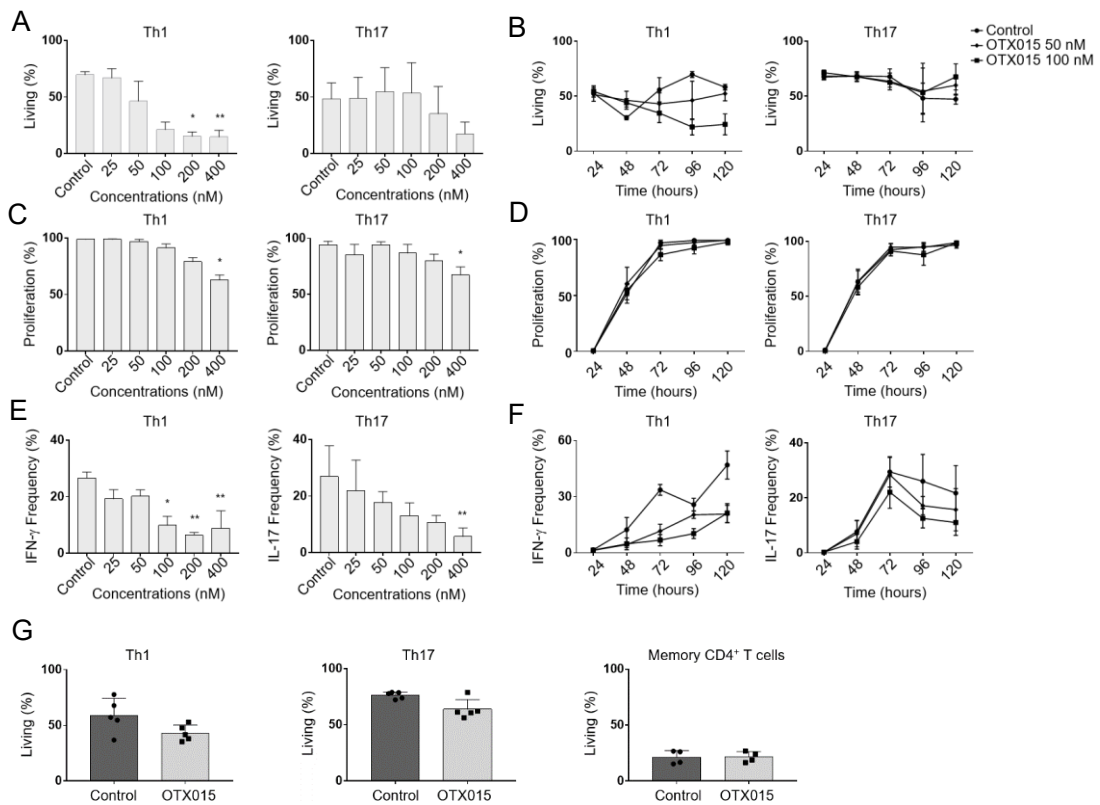 A
Th1
Living (%)
100
50
0
Control
25
50
100
200
400
*
**
Concentrations (nM)
Th17
Living (%)
100
50
0
Control
25
50
100
200
400
Concentrations (nM)
B
Th1
Living (%)
100
50
0
24
48
72
96
120
Time (hours)
Th17
Living (%)
100
50
0
24
48
72
96
120
Time (hours)
Control
OTX015 50 nM
OTX015 100 nM
C
Th1
Proliferation (%)
100
50
0
Control
25
50
100
200
400
*
Concentrations (nM)
Th17
Proliferation (%)
100
50
0
Control
25
50
100
200
400
*
Concentrations (nM)
D
Th1
Proliferation (%)
100
50
0
24
48
72
96
120
Time (hours)
Th17
Proliferation (%)
100
50
0
24
48
72
96
120
Time (hours)
E
Th1
IFN-γ Frequency (%)
40
20
0
Control
25
50
100
200
400
*
**
**
Concentrations (nM)
Th17
IL-17 Frequency (%)
40
20
0
Control
25
50
100
200
400
**
Concentrations (nM)
F
Th1
IFN-γ Frequency (%)
60
30
0
24
48
72
96
120
Time (hours)
Th17
IL-17 Frequency (%)
40
20
0
24
48
72
96
120
Time (hours)
G
Th1
Living (%)
100
50
0
Control
OTX015
Th17
Living (%)
100
50
0
Control
OTX015
Memory CD4⁺ T cells
Living (%)
100
50
0
Control
OTX015